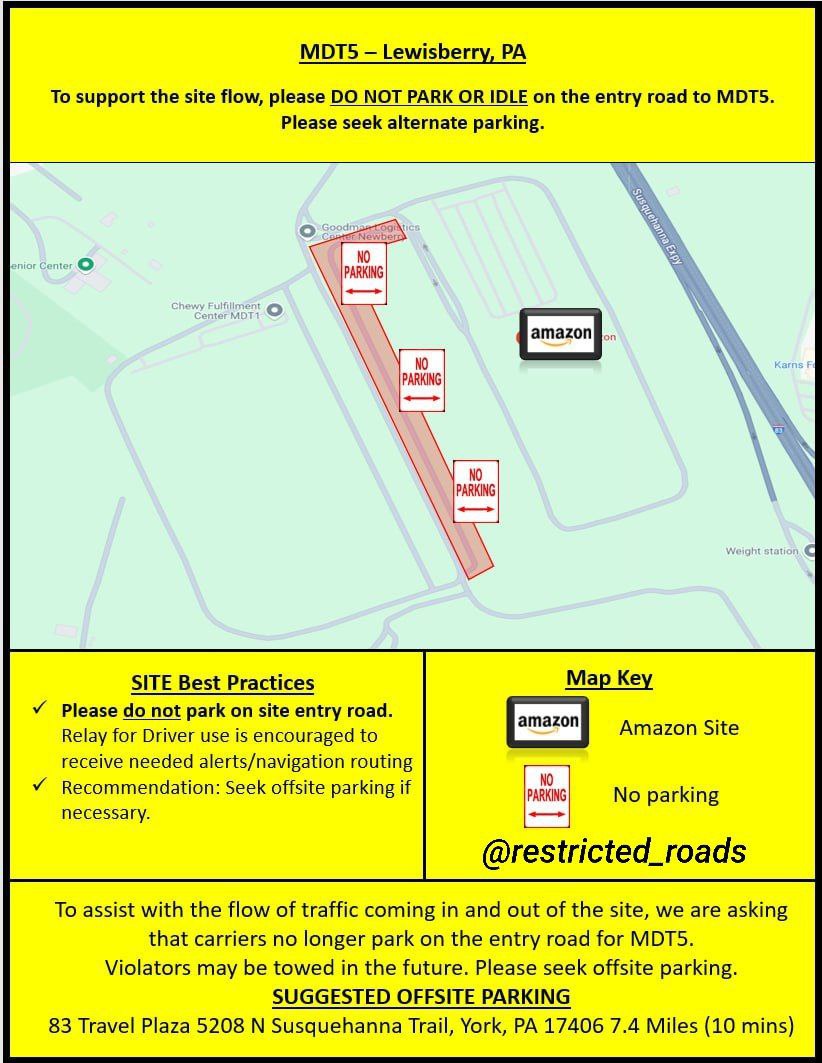 MDT5 – Lewisberry, PA
To support the site flow, please DO NOT PARK OR IDLE on the entry road to MDT5.
Please seek alternate parking.
Susquehanna Expy
Goodman Logistics
Center Newberry
enior Center
NO
PARKING
Chewy Fulfillment
Center MDT1
amazon
on
NO
PARKING
Karns Fo
83
NO
PARKING
Weight station
SITE Best Practices
✓ Please do not park on site entry road.
Relay for Driver use is encouraged to
receive needed alerts/navigation routing
✓ Recommendation: Seek offsite parking if
necessary.
Map Key
amazon Amazon Site
NO
PARKING
No parking
@restricted_roads
To assist with the flow of traffic coming in and out of the site, we are asking
that carriers no longer park on the entry road for MDT5.
Violators may be towed in the future. Please seek offsite parking.
SUGGESTED OFFSITE PARKING
83 Travel Plaza 5208 N Susquehanna Trail, York, PA 17406 7.4 Miles (10 mins)